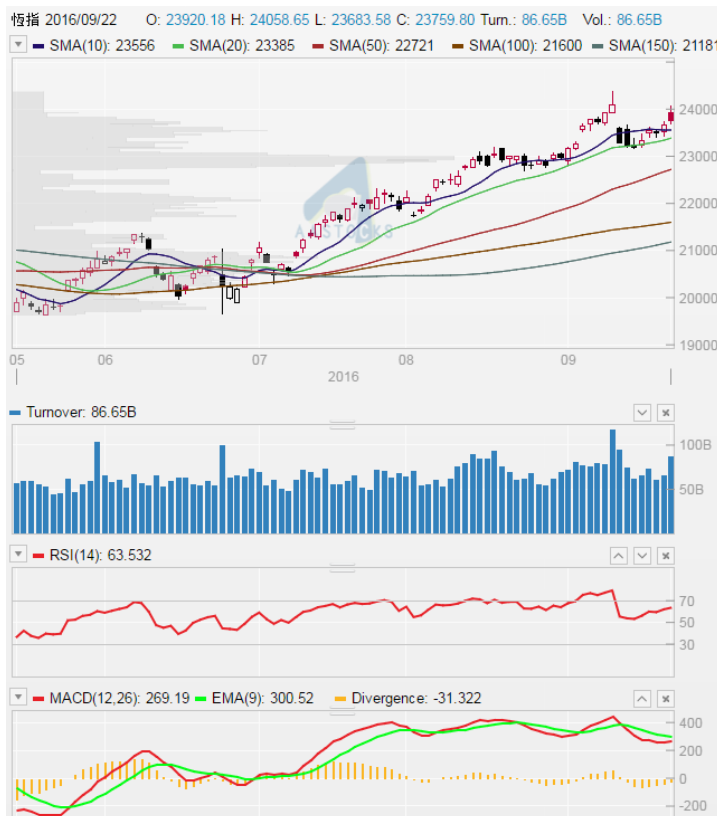 恆指 2016/09/22 O: 23920.18 H: 24058.65 L: 23683.58 C: 23759.80 Turn.: 86.65B Vol.: 86.65B
SMA(10): 23556 SMA(20): 23385 SMA(50): 22721 SMA(100): 21600 SMA(150): 21181
24000
23000
22000
AASTOCKS
21000
20000
19000
05 06 07 08 09
2016
Turnover: 86.65B
100B
50B
RSI(14): 63.532
70
50
30
MACD(12,26): 269.19 EMA(9): 300.52 Divergence: -31.322
400
200
0
-200